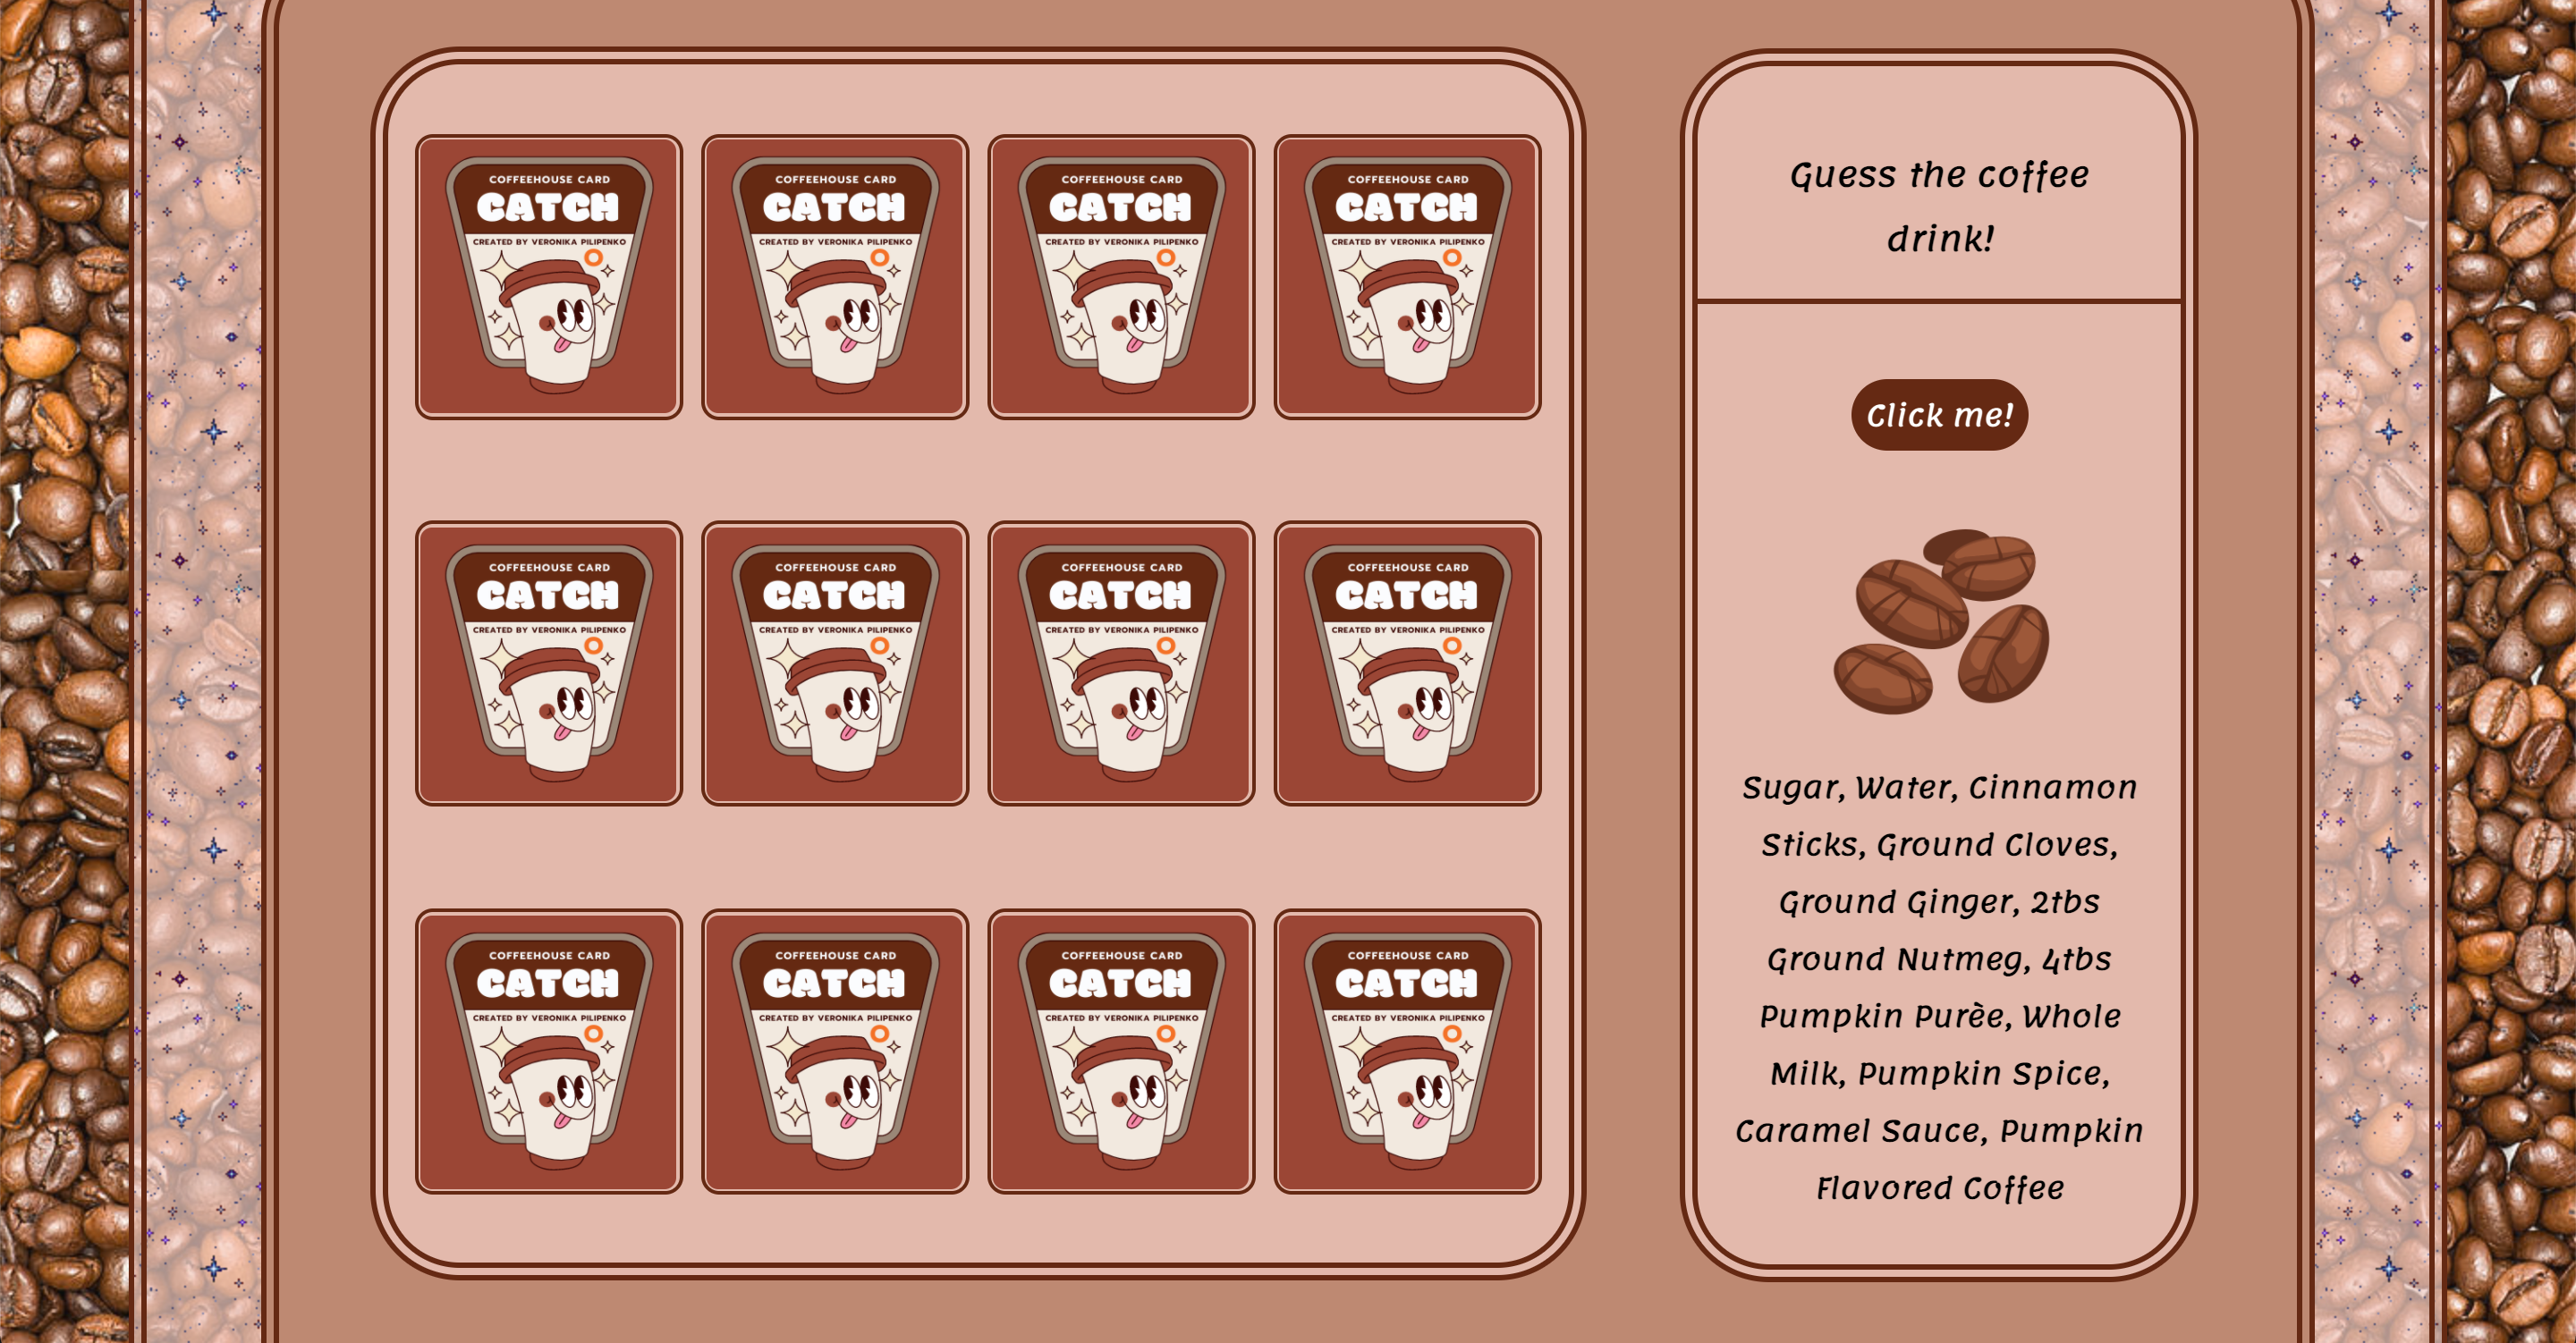 COFFEEHOUSE CARD
CATCH
CREATED BY VERONIKA PILIPENKO
COFFEEHOUSE CARD
CATCH
CREATED BY VERONIKA PILIPENKO
COFFEEHOUSE CARD
CATCH
CREATED BY VERONIKA PILIPENKO
COFFEEHOUSE CARD
CATCH
CREATED BY VERONIKA PILIPENKO
COFFEEHOUSE CARD
CATCH
CREATED BY VERONIKA PILIPENKO
COFFEEHOUSE CARD
CATCH
CREATED BY VERONIKA PILIPENKO
COFFEEHOUSE CARD
CATCH
CREATED BY VERONIKA PILIPENKO
COFFEEHOUSE CARD
CATCH
CREATED BY VERONIKA PILIPENKO
COFFEEHOUSE CARD
CATCH
CREATED BY VERONIKA PILIPENKO
COFFEEHOUSE CARD
CATCH
CREATED BY VERONIKA PILIPENKO
COFFEEHOUSE CARD
CATCH
CREATED BY VERONIKA PILIPENKO
COFFEEHOUSE CARD
CATCH
CREATED BY VERONIKA PILIPENKO
Guess the coffee
drink!
Click me!
Sugar, Water, Cinnamon
Sticks, Ground Cloves,
Ground Ginger, 2tbs
Ground Nutmeg, 4tbs
Pumpkin Purèe, Whole
Milk, Pumpkin Spice,
Caramel Sauce, Pumpkin
Flavored Coffee